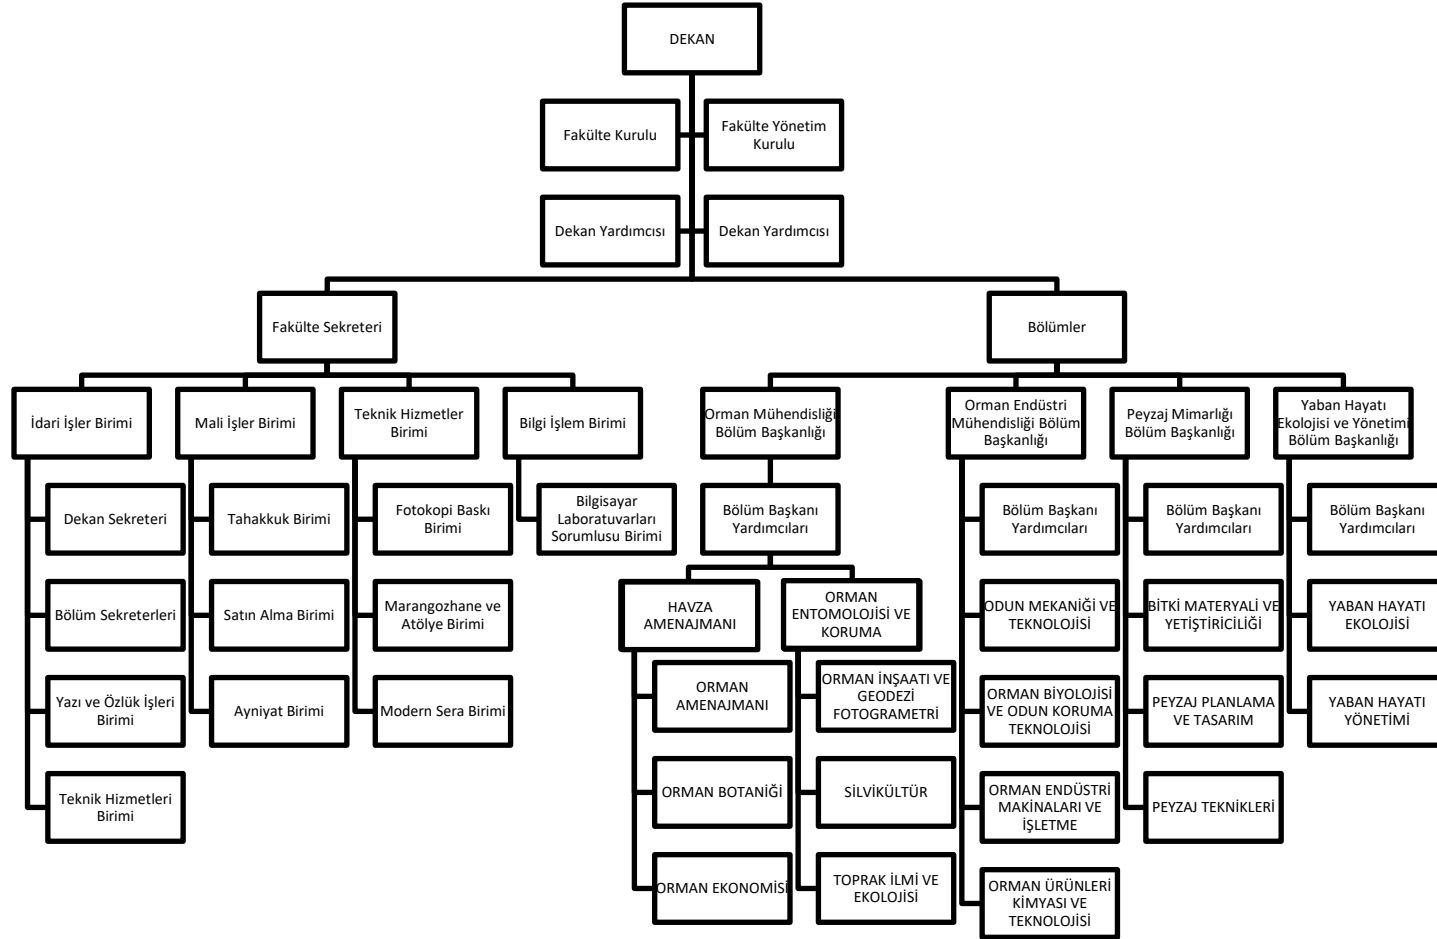 DEKAN
Fakülte Kurulu
Fakülte Yönetim
Kurulu
Dekan Yardımcısı
Dekan Yardımcısı
Fakülte Sekreteri
Bölümler
İdari İşler Birimi
Mali İşler Birimi
Teknik Hizmetler
Birimi
Bilgi İşlem Birimi
Orman Mühendisliği
Bölüm Başkanlığı
Orman Endüstri
Mühendisliği Bölüm
Başkanlığı
Peyzaj Mimarlığı
Bölüm Başkanlığı
Yaban Hayatı
Ekolojisi ve Yönetimi
Bölüm Başkanlığı
Dekan Sekreteri
Tahakkuk Birimi
Fotokopi Baskı
Birimi
Bilgisayar
Laboratuvarları
Sorumlusu Birimi
Bölüm Başkanı
Yardımcıları
Bölüm Başkanı
Yardımcıları
Bölüm Başkanı
Yardımcıları
Bölüm Başkanı
Yardımcıları
Bölüm Sekreterleri
Satın Alma Birimi
Marangozhane ve
Atölye Birimi
HAVZA
AMENAJMANI
ORMAN
ENTOMOLOJİSİ VE
KORUMA
ODUN MEKANİĞİ VE
TEKNOLOJİSİ
BİTKİ MATERYALİ VE
YETİŞTİRİCİLİĞİ
YABAN HAYATI
EKOLOJİSİ
Yazı ve Özlük İşleri
Birimi
Ayniyat Birimi
Modern Sera Birimi
ORMAN
AMENAJMANI
ORMAN İNŞAATI VE
GEODEZİ
FOTOGRAMETRİ
ORMAN BİYOLOJİSİ
VE ODUN KORUMA
TEKNOLOJİSİ
PEYZAJ PLANLAMA
VE TASARIM
YABAN HAYATI
YÖNETİMİ
Teknik Hizmetleri
Birimi
ORMAN BOTANİĞİ
SİLVİKÜLTÜR
ORMAN ENDÜSTRİ
MAKİNALARI VE
İŞLETME
PEYZAJ TEKNİKLERİ
ORMAN EKONOMİSİ
TOPRAK İLMİ VE
EKOLOJİSİ
ORMAN ÜRÜNLERİ
KİMYASI VE
TEKNOLOJİSİ